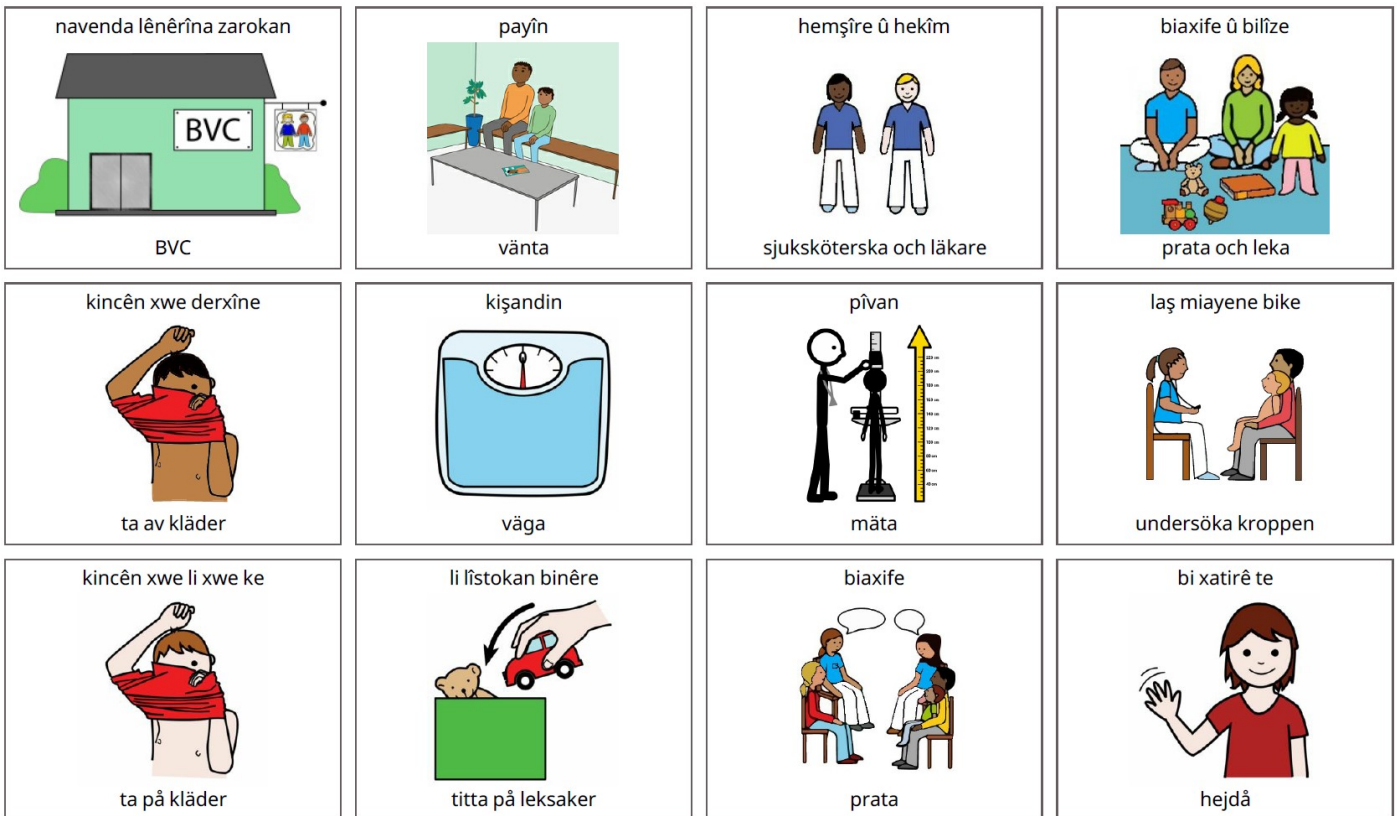 navenda lênêrîna zarokan
BVC
BVC
payîn
vänta
hemşîre û hekîm
sjuksköterska och läkare
biaxife û bilîze
prata och leka
kincên xwe derxîne
ta av kläder
kişandin
väga
pîvan
mäta
laş miayene bike
undersöka kroppen
kincên xwe li xwe ke
ta på kläder
li lîstokan binêre
titta på leksaker
biaxife
prata
bi xatirê te
hejdå